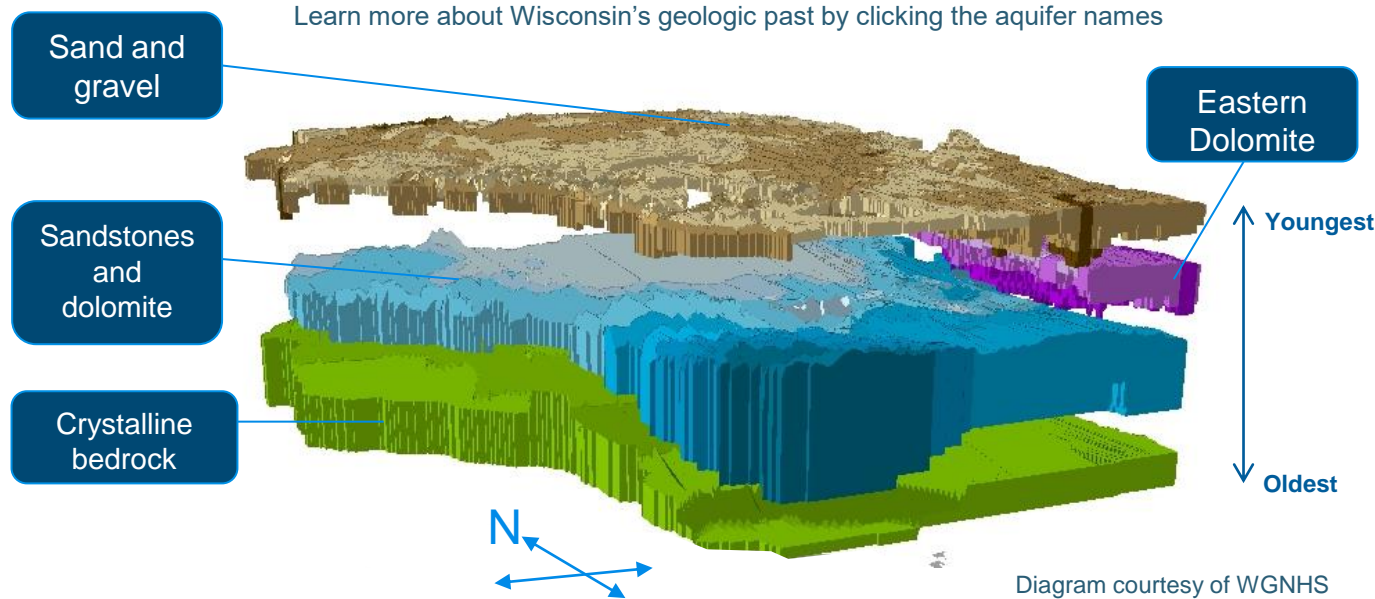 Learn more about Wisconsin’s geologic past by clicking the aquifer names
Sand and
gravel
Eastern
Dolomite
Sandstones
and
dolomite
Youngest
Crystalline
bedrock
Oldest
N
Diagram courtesy of WGNHS